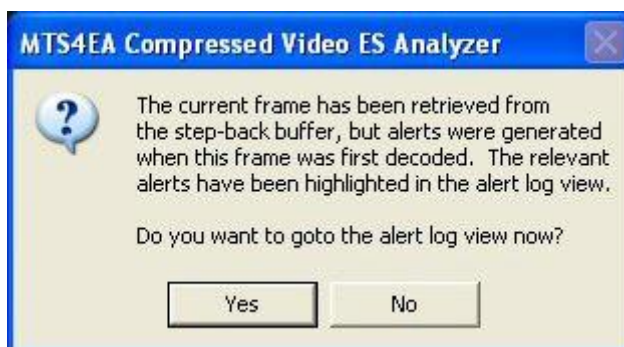 MTS4EA Compressed Video ES Analyzer
The current frame has been retrieved from
the step-back buffer, but alerts were generated
when this frame was first decoded. The relevant
alerts have been highlighted in the alert log view.
Do you want to goto the alert log view now?
Yes
No